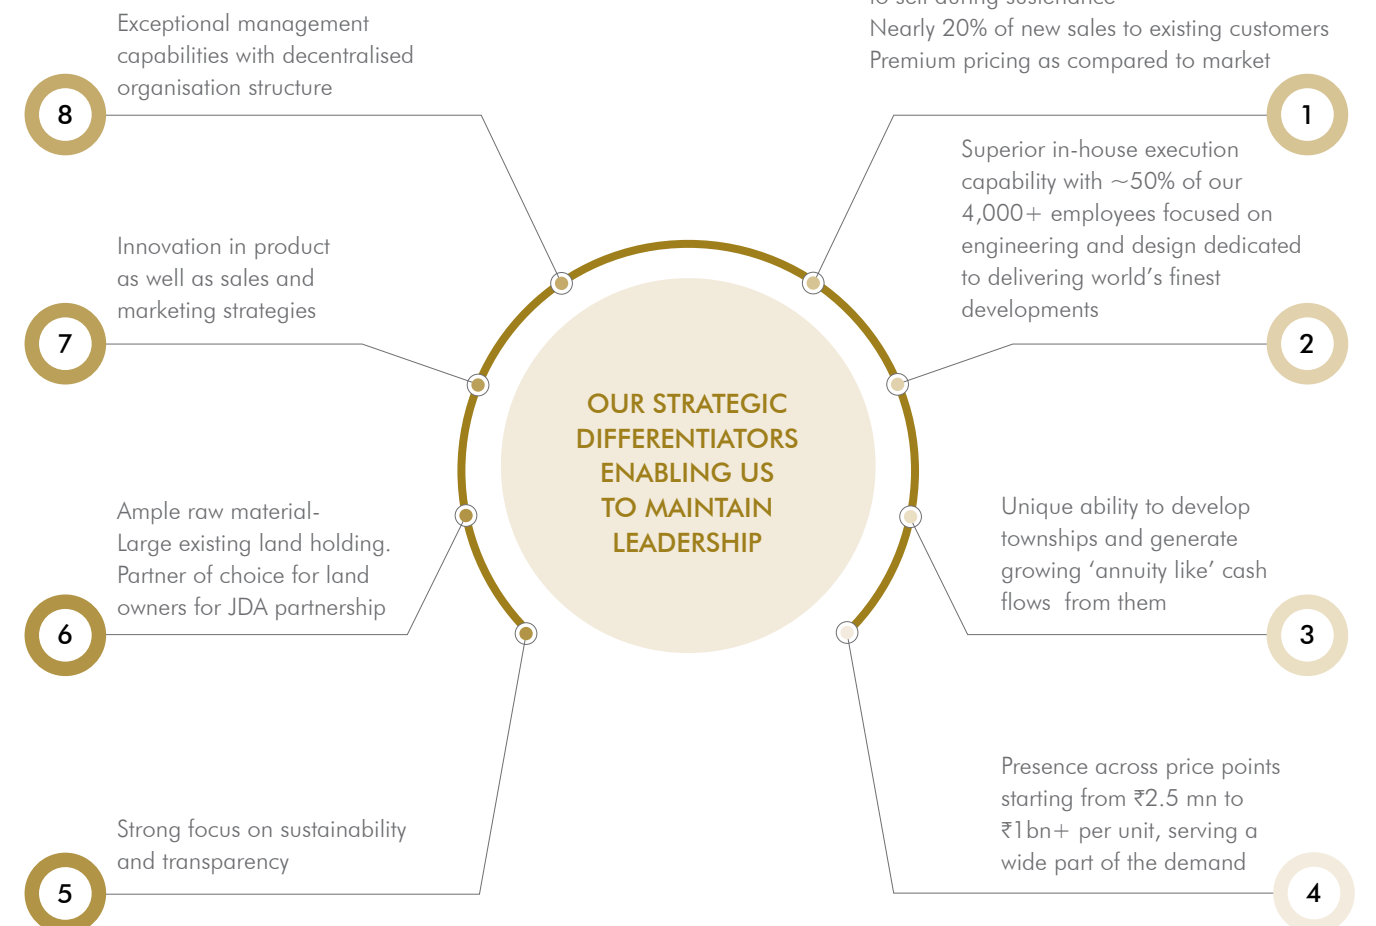 to sell during sustenance
Nearly 20% of new sales to existing customers
Premium pricing as compared to market
1
Superior in-house execution
capability with ~50% of our
4,000+ employees focused on
engineering and design dedicated
to delivering world’s finest
developments
2
Unique ability to develop
townships and generate
growing ‘annuity like’ cash
flows  from them
3
Presence across price points
starting from ₹2.5 mn to
₹1bn+ per unit, serving a
wide part of the demand
4
Strong focus on sustainability
and transparency
5
Ample raw material-
Large existing land holding.
Partner of choice for land
owners for JDA partnership
6
Innovation in product
as well as sales and
marketing strategies
7
Exceptional management
capabilities with decentralised
organisation structure
8
OUR STRATEGIC
DIFFERENTIATORS
ENABLING US
TO MAINTAIN
LEADERSHIP